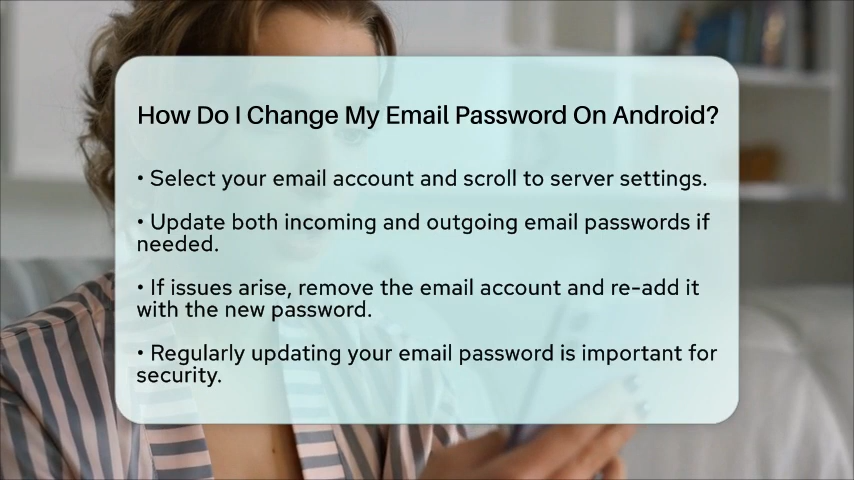 How Do I Change My Email Password On Android?
• Select your email account and scroll to server settings.
• Update both incoming and outgoing email passwords if
needed.
• If issues arise, remove the email account and re-add it
with the new password.
• Regularly updating your email password is important for
security.